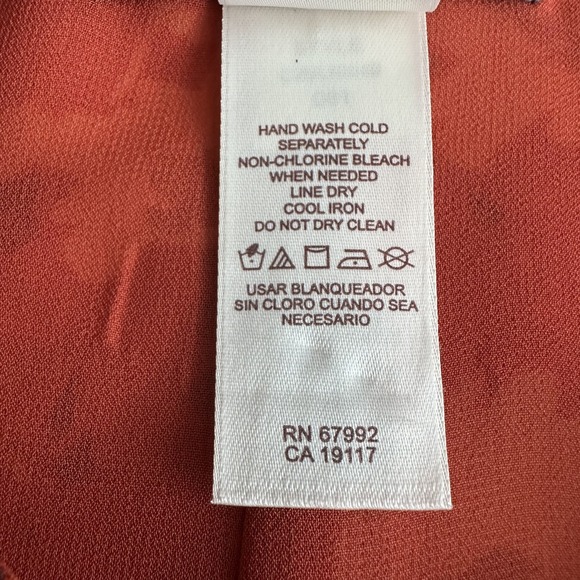 HAND WASH COLD
SEPARATELY
NON-CHLORINE BLEACH
WHEN NEEDED
LINE DRY
COOL IRON
DO NOT DRY CLEAN
USAR BLANQUEADOR
SIN CLORO CUANDO SEA
NECESARIO
RN 67992
CA 19117